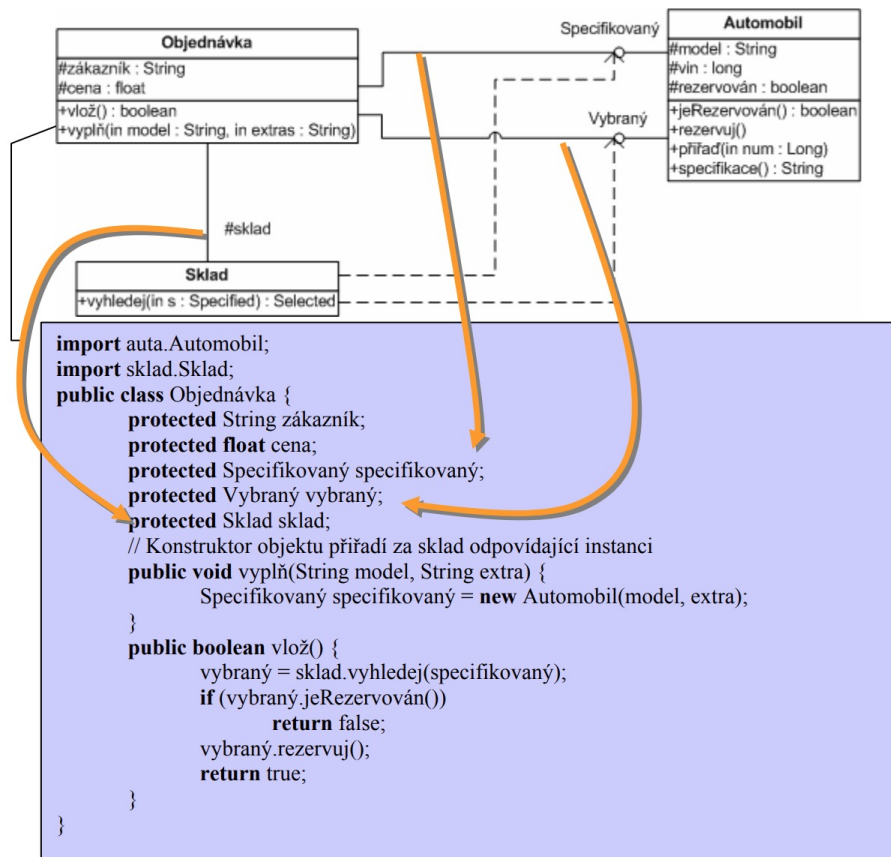 Objednávka
#zákazník : String
#cena : float
+vlož() : boolean
+vyplň(in model : String, in extras : String)
Specifikovaný
Automobil
#model : String
#vin : long
#rezervován : boolean
+jeRezervován() : boolean
+rezervuj()
+přiřaď(in num : Long)
+specifikace() : String
Vybraný
#sklad
Sklad
+vyhledej(in s : Specified) : Selected
import auta.Automobil;
import sklad.Sklad;
public class Objednávka {
protected String zákazník;
protected float cena;
protected Specifikovaný specifikovaný;
protected Vybraný vybraný;
protected Sklad sklad;
// Konstruktor objektu přiřadí za sklad odpovídající instanci
public void vyplň(String model, String extra) {
Specifikovaný specifikovaný = new Automobil(model, extra);
}
public boolean vlož() {
vybraný = sklad.vyhledej(specifikovaný);
if (vybraný.jeRezervován())
return false;
vybraný.rezervuj();
return true;
}
}